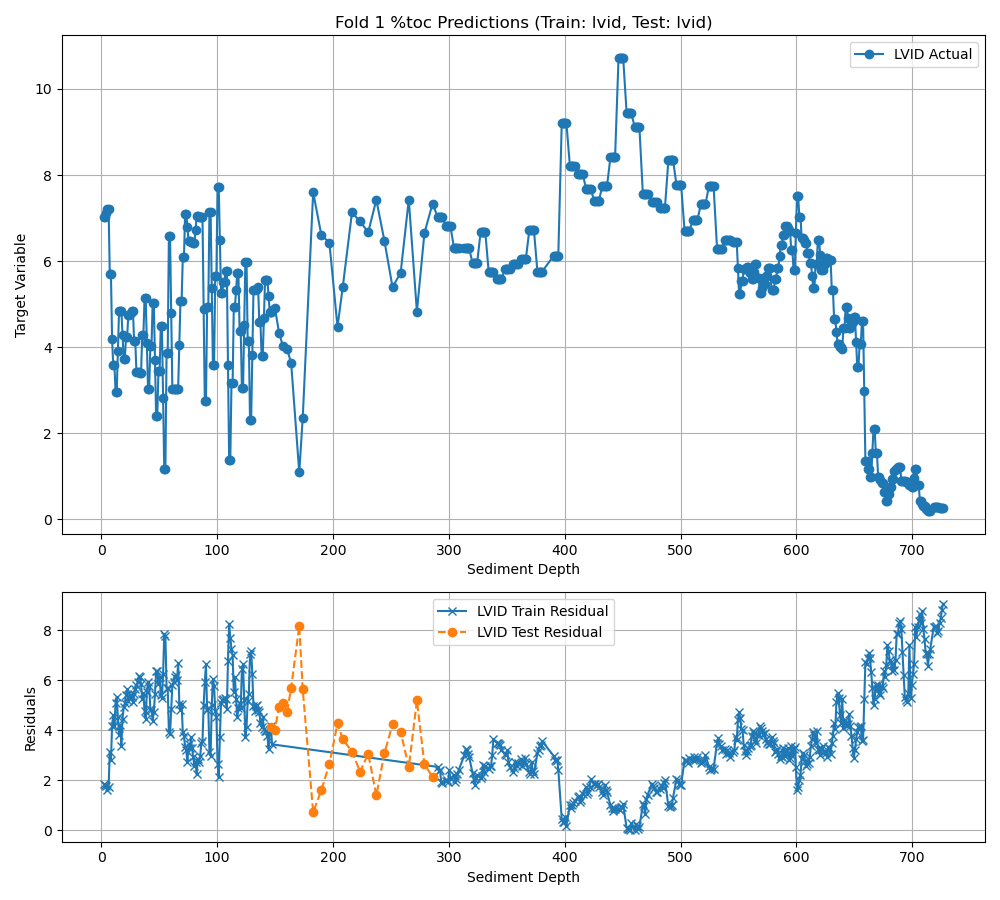 Fold 1 %toc Predictions (Train: lvid, Test: lvid)
LVID Actual
Target Variable
10
8
6
4
2
0
0 100 200 300 400 500 600 700
Sediment Depth
LVID Train Residual
LVID Test Residual
Residuals
8
6
4
2
0
0 100 200 300 400 500 600 700
Sediment Depth